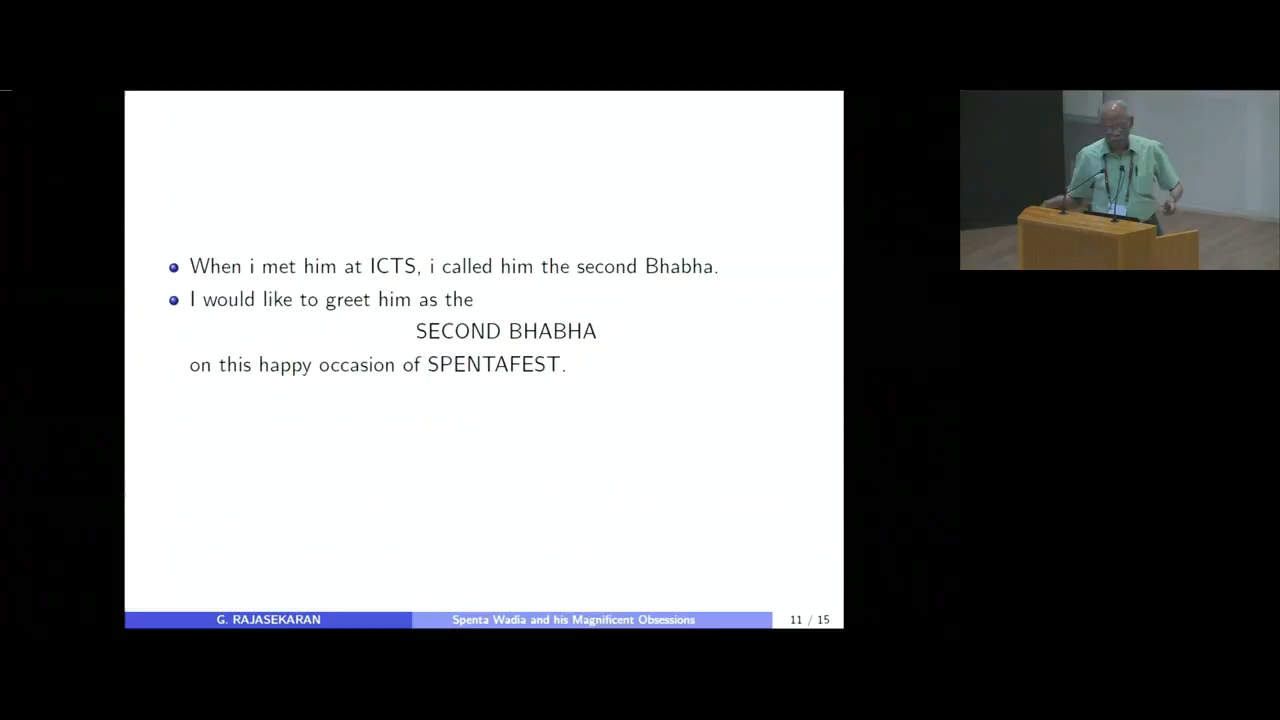 When i met him at ICTS, i called him the second Bhabha.
I would like to greet him as the
SECOND BHABHA
on this happy occasion of SPENTAFEST.
G. RAJASEKARAN
Spenta Wadia and his Magnificent Obsessions
11 / 15